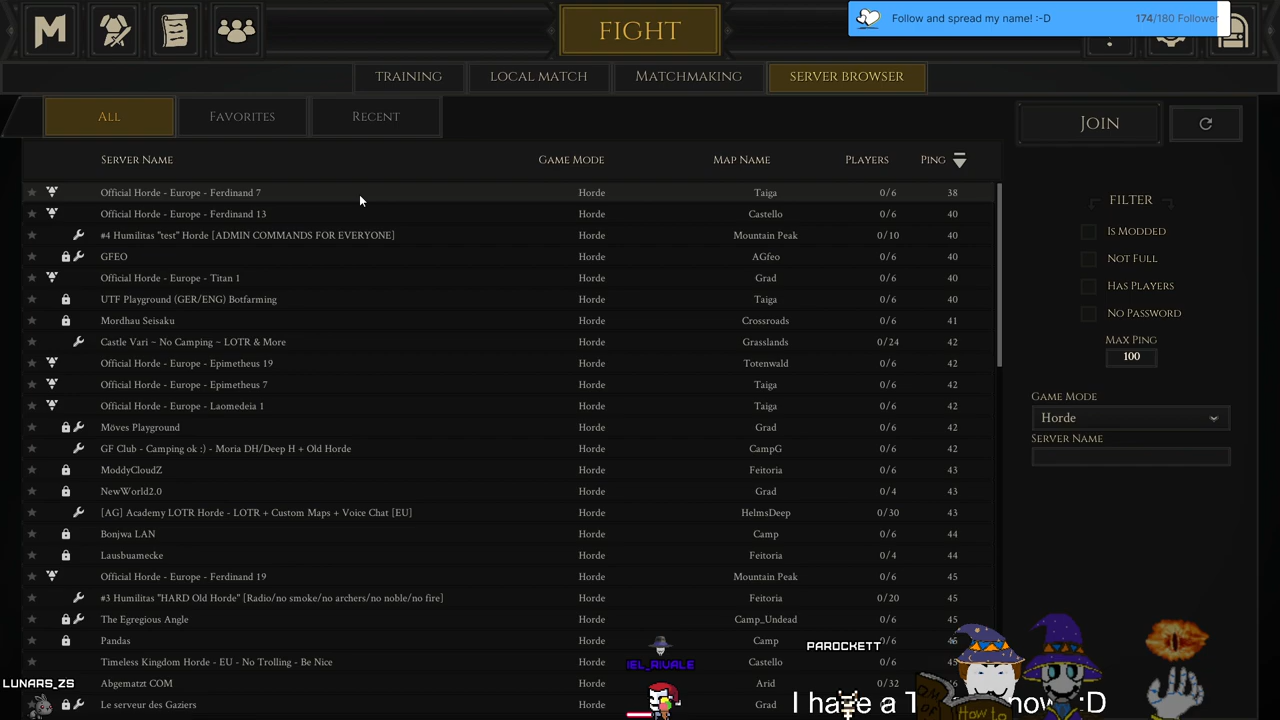 M
FIGHT
Follow and spread my name! :-D 174/180 Follower
TRAINING LOCAL MATCH MATCHMAKING SERVER BROWSER
ALL FAVORITES RECENT
JOIN
SERVER NAME GAME MODE MAP NAME PLAYERS PING
Official Horde - Europe - Ferdinand 7 Horde Taiga 0/6 38
Official Horde - Europe - Ferdinand 13 Horde Castello 0/6 40
#4 Humilitas "test" Horde [ADMIN COMMANDS FOR EVERYONE] Horde Mountain Peak 0/10 40
GFEO Horde AGfeo 0/6 40
Official Horde - Europe - Titan 1 Horde Grad 0/6 40
UTF Playground (GER/ENG) Botfarming Horde Taiga 0/6 40
Mordhau Seisaku Horde Crossroads 0/6 41
Castle Vari ~ No Camping ~ LOTR & More Horde Grasslands 0/24 42
Official Horde - Europe - Epimetheus 19 Horde Totenwald 0/6 42
Official Horde - Europe - Epimetheus 7 Horde Taiga 0/6 42
Official Horde - Europe - Laomedeia 1 Horde Taiga 0/6 42
Möves Playground Horde Grad 0/6 42
GF Club - Camping ok :) - Moria DH/Deep H + Old Horde Horde CampG 0/6 42
ModdyCloudZ Horde Feitoria 0/6 43
NewWorld2.0 Horde Grad 0/4 43
[AG] Academy LOTR Horde - LOTR + Custom Maps + Voice Chat [EU] Horde HelmsDeep 0/30 43
Bonjwa LAN Horde Camp 0/6 44
Lausbuamecke Horde Feitoria 0/4 44
Official Horde - Europe - Ferdinand 19 Horde Mountain Peak 0/6 45
#3 Humilitas "HARD Old Horde" [Radio/no smoke/no archers/no noble/no fire] Horde Feitoria 0/20 45
The Egregious Angle Horde Camp_Undead 0/6 45
Pandas Horde Camp 0/6
Timeless Kingdom Horde - EU - No Trolling - Be Nice Horde Castello 0/6 45
Abgematzt COM Horde Arid 0/32
Le serveur des Gaziers Horde Grad
FILTER
IS MODDED
NOT FULL
HAS PLAYERS
NO PASSWORD
MAX PING
100
GAME MODE
Horde
SERVER NAME
PAROCKETT
IEL_RIVALE
LUNARS_ZS
I have a T
now :D
How to